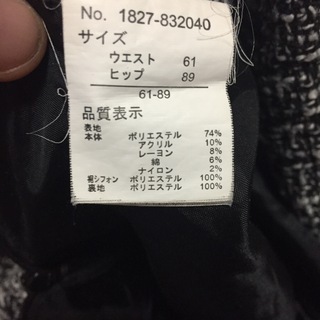 No. 1827-832040
サイズ
ウエスト 61
ヒップ 89
61-89
品質表示
表地
本体 ポリエステル 74%
アクリル 10%
レーヨン 8%
綿 6%
ナイロン 2%
裾シフォン ポリエステル 100%
裏地 ポリエステル 100%